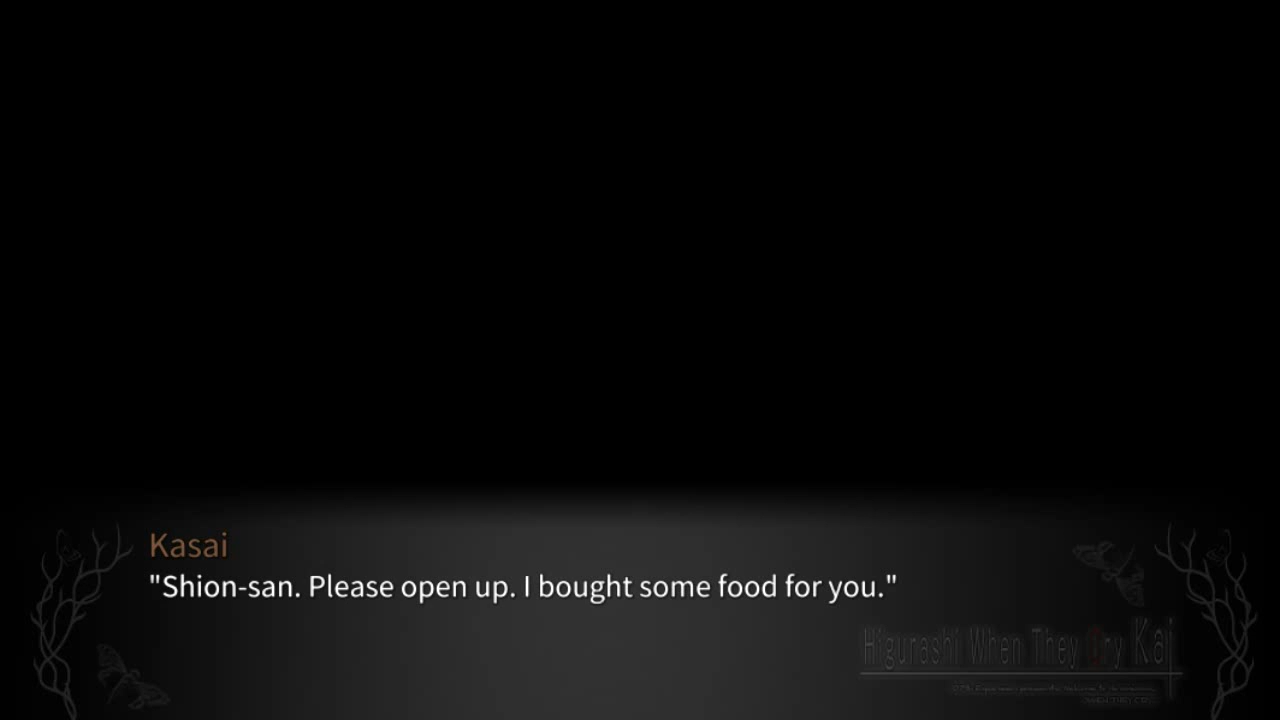 Kasai
"Shion-san. Please open up. I bought some food for you."
Higurashi When They Cry Kai